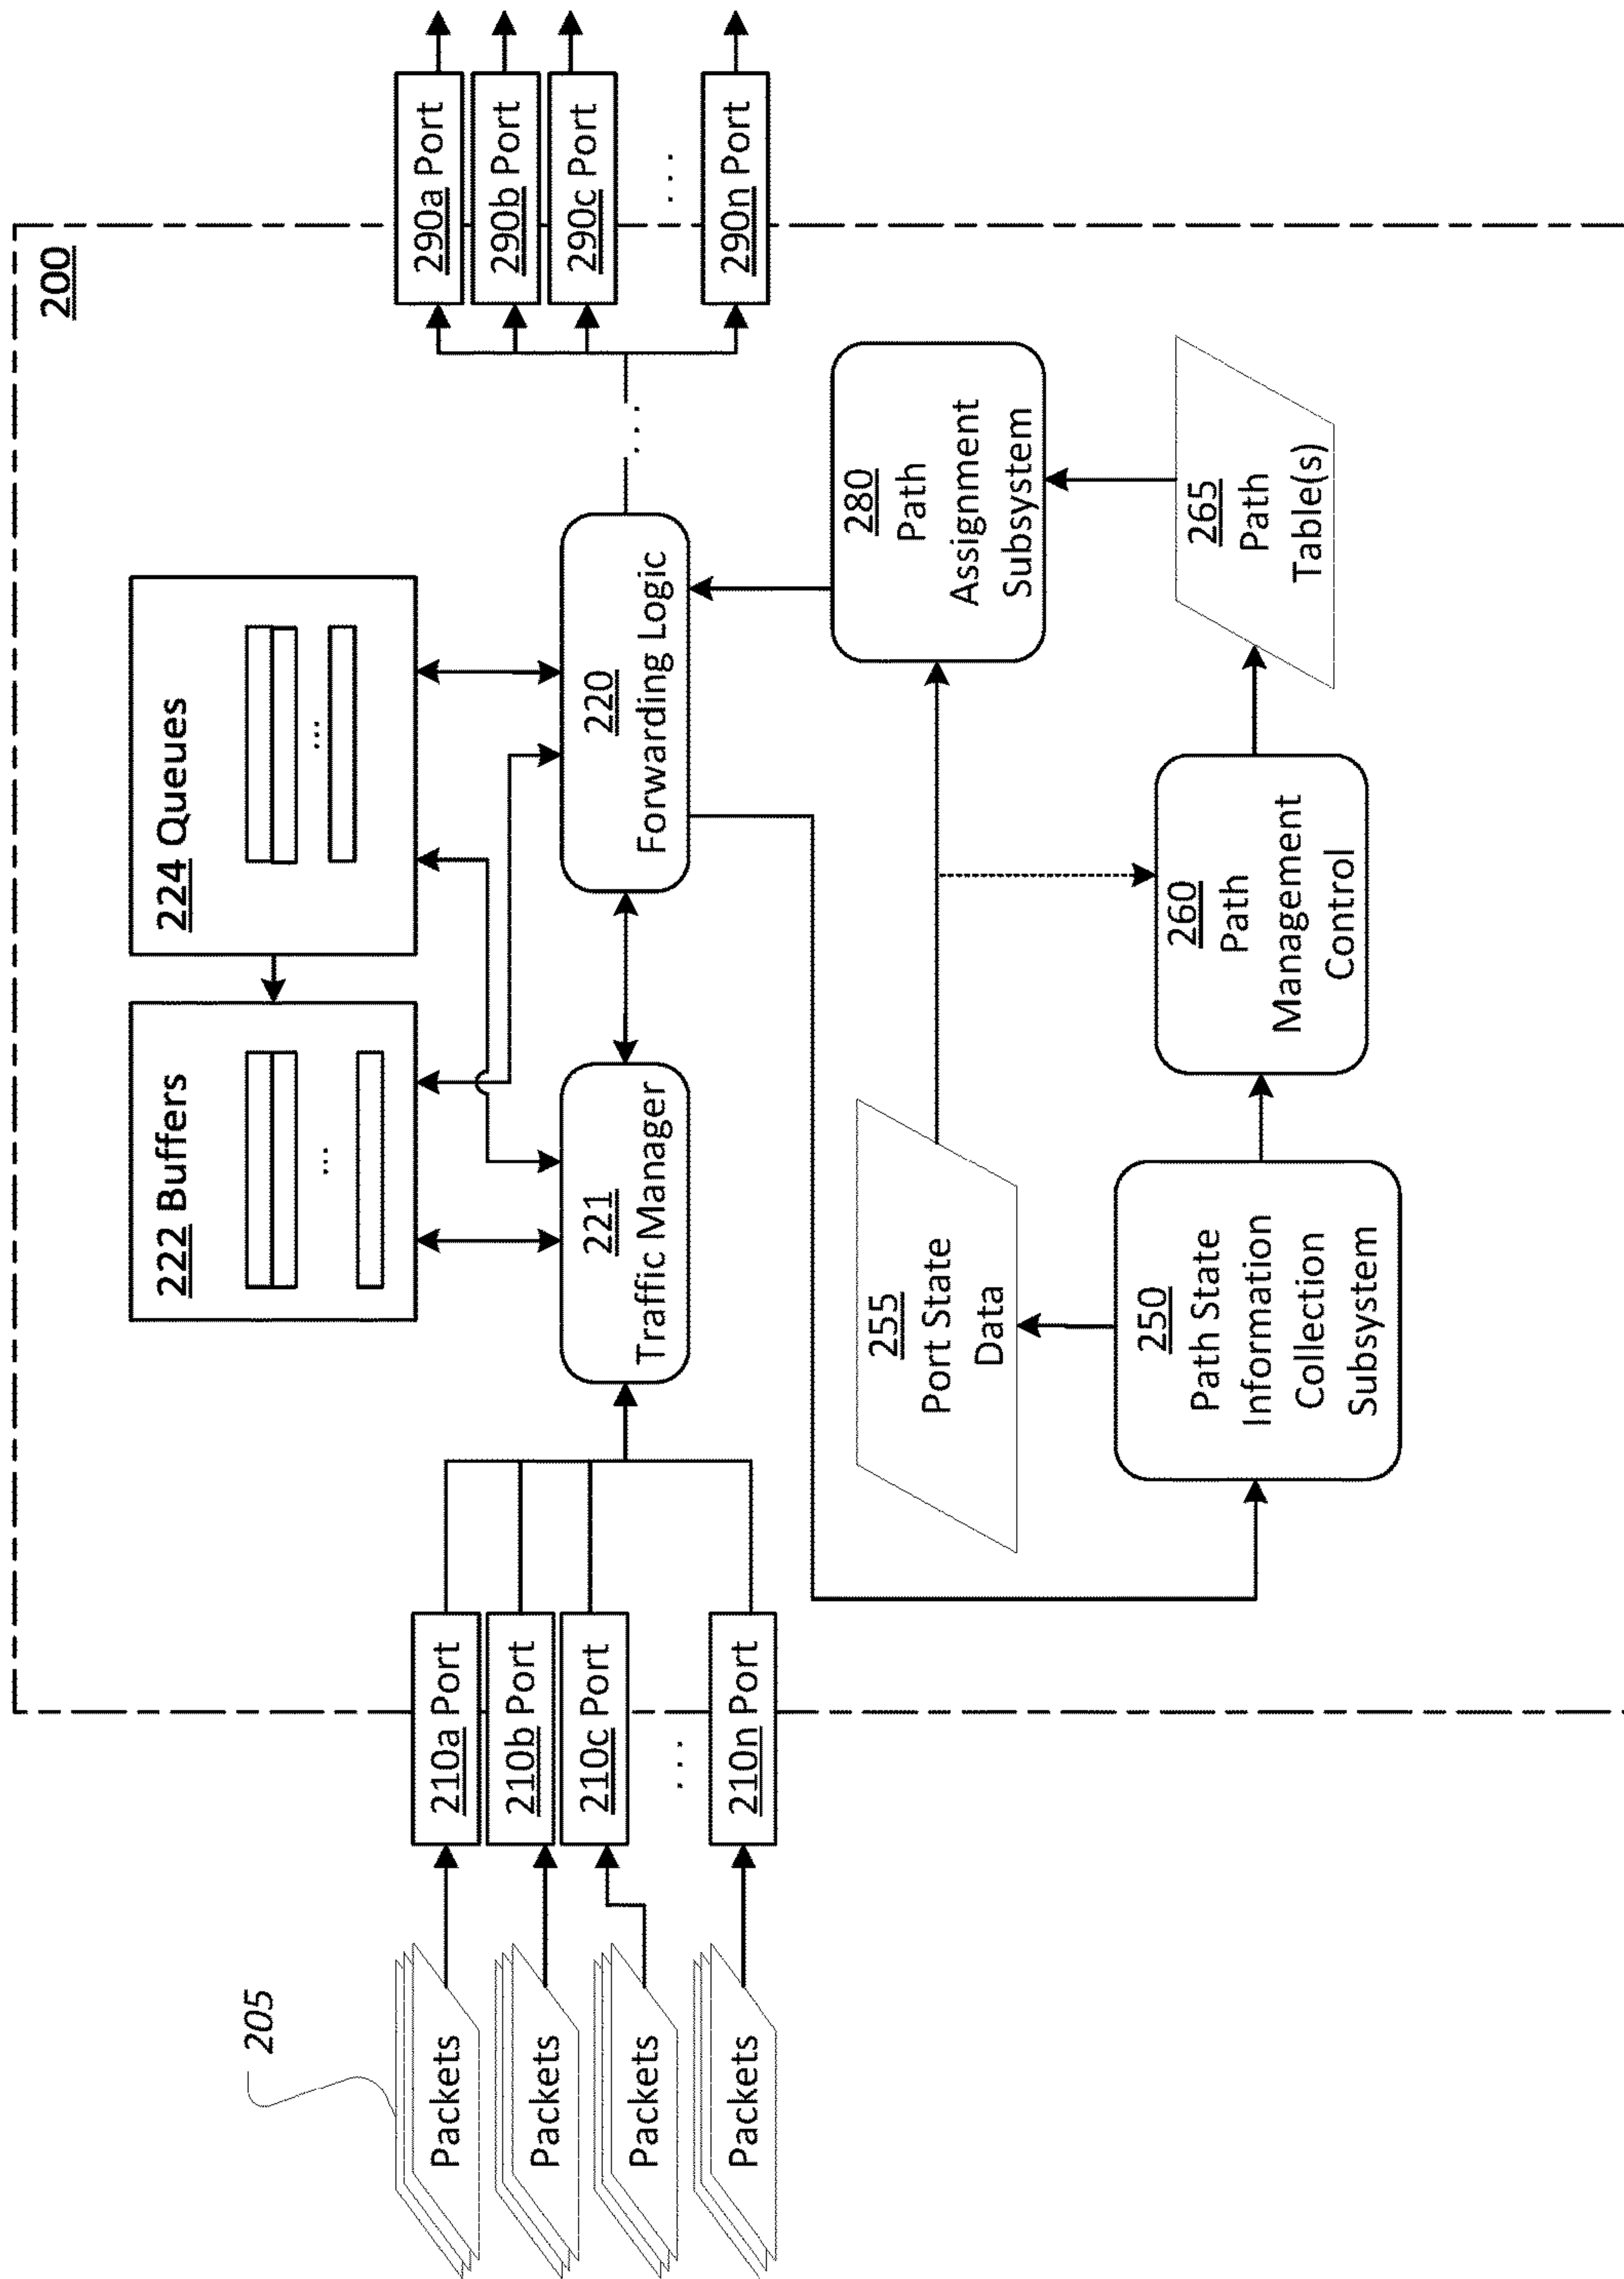 200
205
222 Buffers
...
224 Queues
...
Packets
Packets
Packets
Packets
210a Port
210b Port
210c Port
...
210n Port
221
Traffic Manager
220
Forwarding Logic
...
290a Port
290b Port
290c Port
...
290n Port
255
Port State
Data
280
Path
Assignment
Subsystem
250
Path State
Information
Collection
Subsystem
260
Path
Management
Control
265
Path
Table(s)